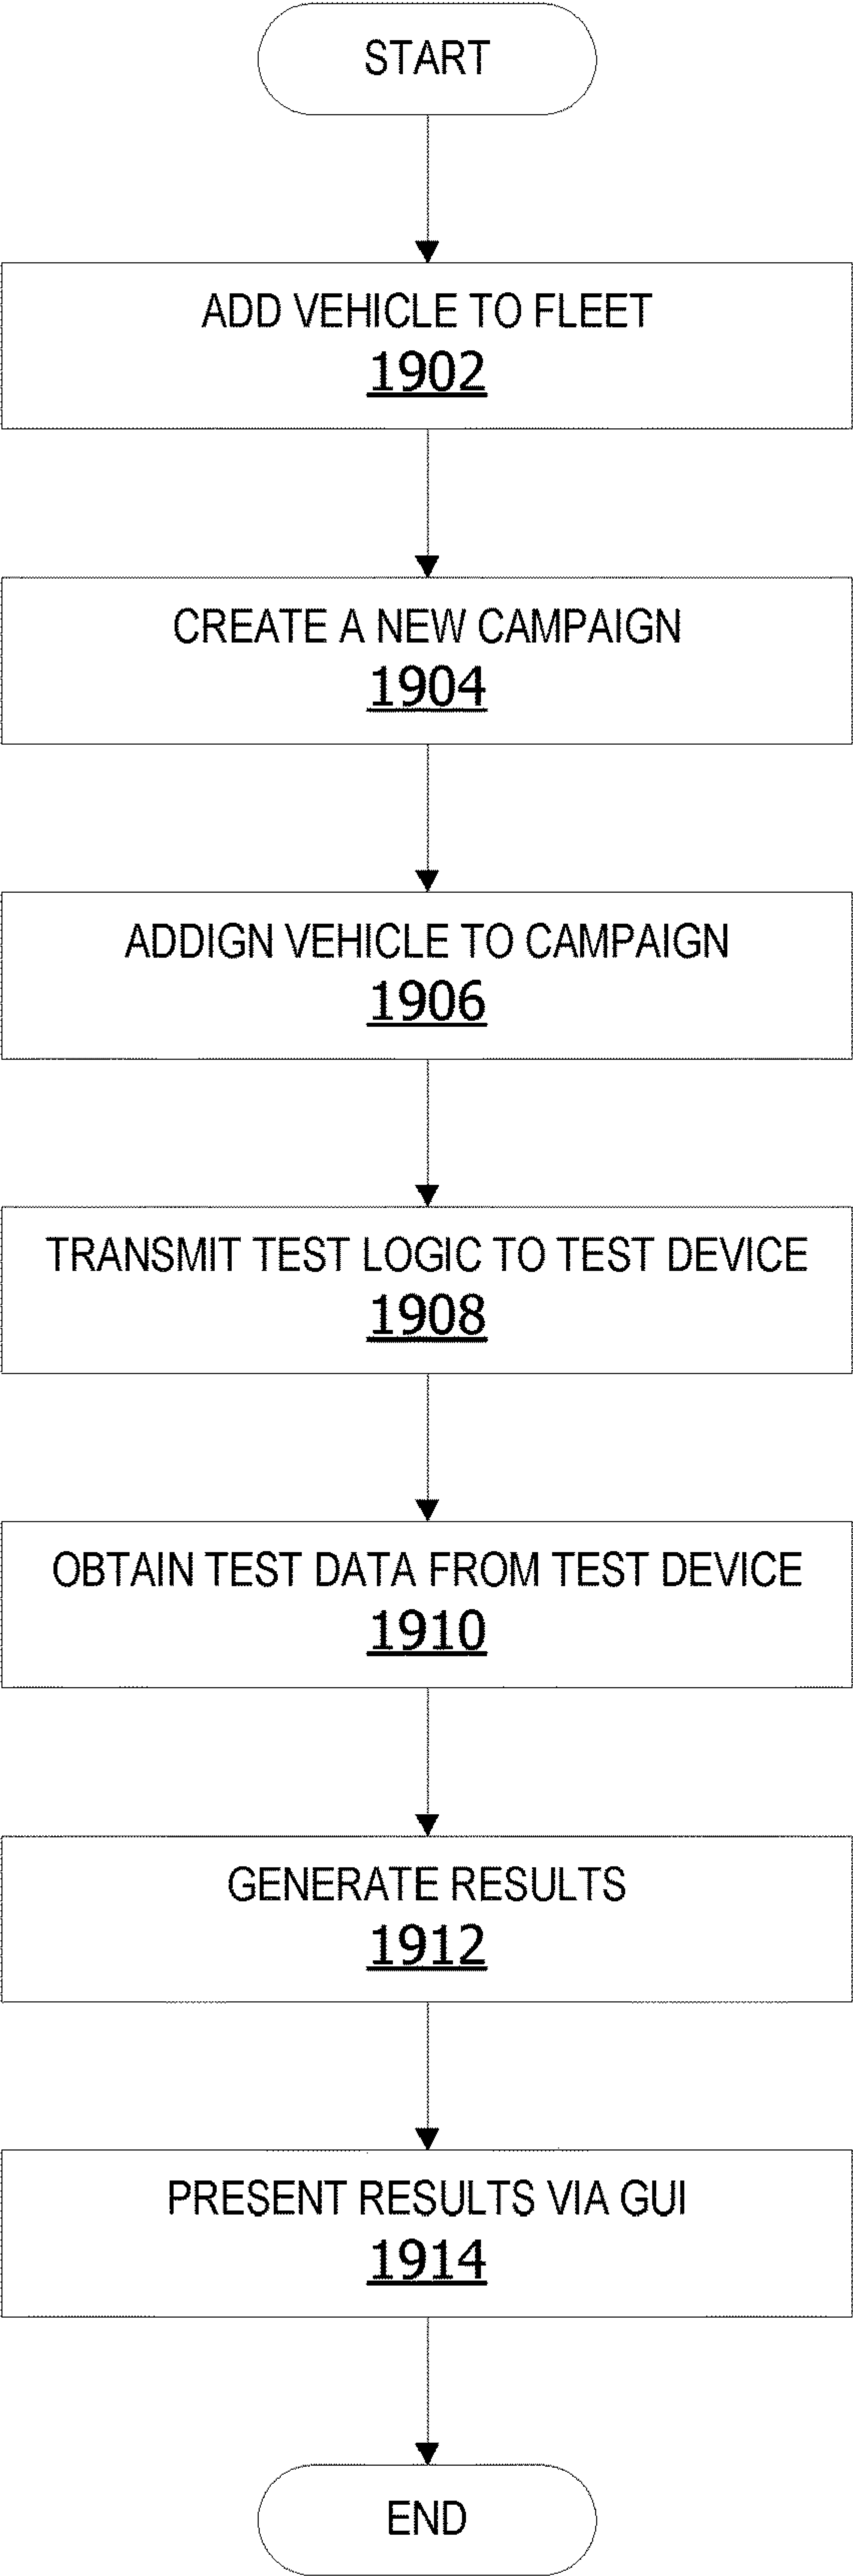 START
ADD VEHICLE TO FLEET
1902
CREATE A NEW CAMPAIGN
1904
ADDIGN VEHICLE TO CAMPAIGN
1906
TRANSMIT TEST LOGIC TO TEST DEVICE
1908
OBTAIN TEST DATA FROM TEST DEVICE
1910
GENERATE RESULTS
1912
PRESENT RESULTS VIA GUI
1914
END